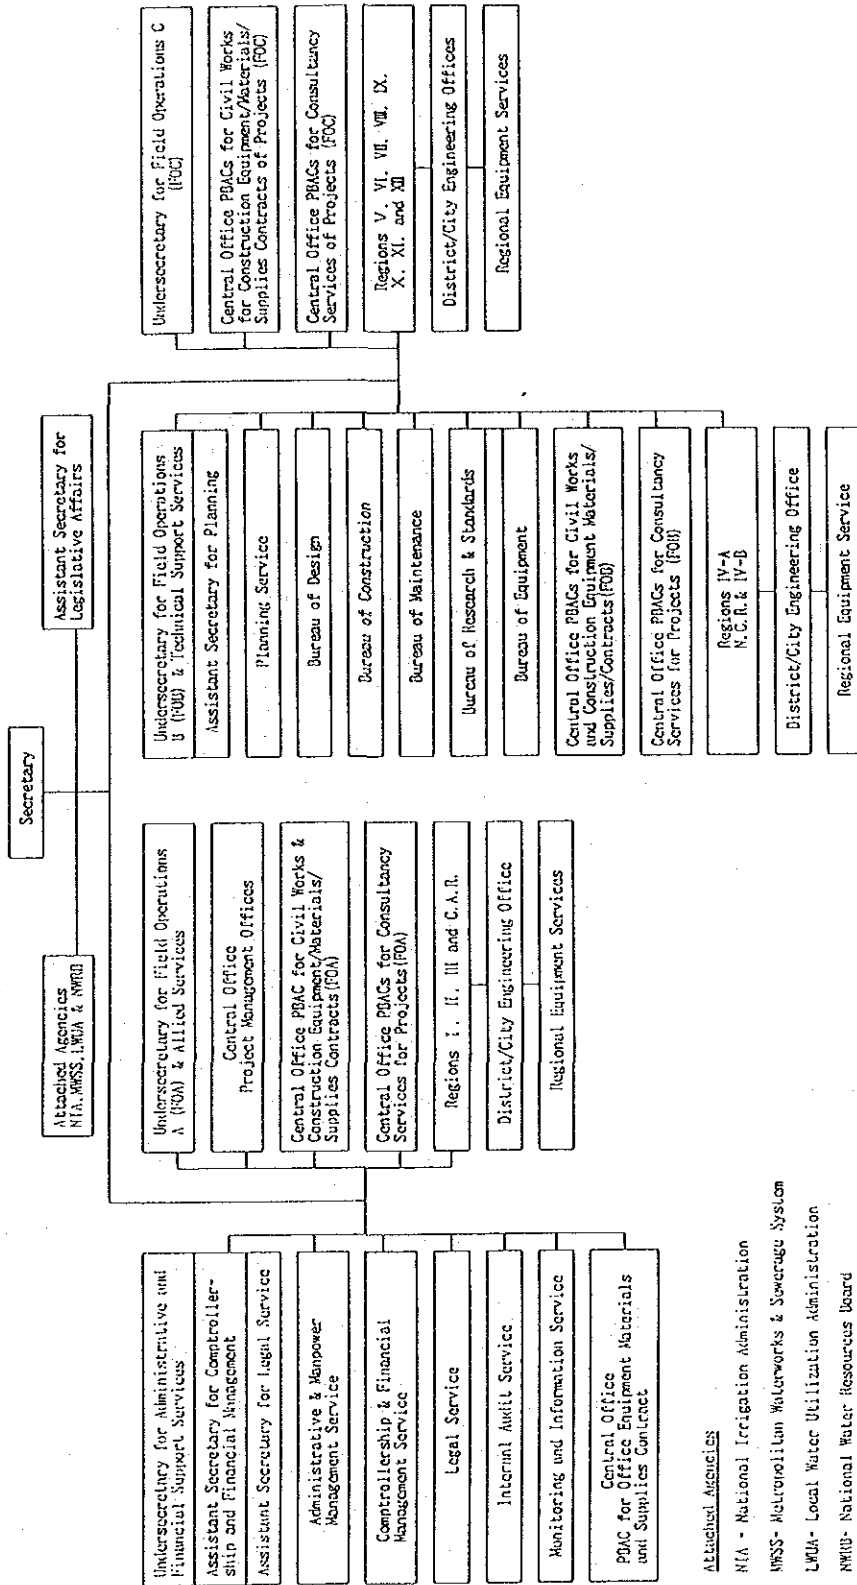 Secretary
Attached Agencies
NIA, MWSS, LWUA & NWRB
Assistant Secretary for
Legislative Affairs
Undersecretary for Administrative and
Financial Support Services
Assistant Secretary for Comptroller-
ship and Financial Management
Assistant Secretary for Legal Service
Administrative & Manpower
Management Service
Comptrollership & Financial
Management Service
Legal Service
Internal Audit Service
Monitoring and Information Service
Central Office
PBAC for Office Equipment Materials
and Supplies Contract
Undersecretary for Field Operations
A (FOA) & Allied Services
Central Office
Project Management Offices
Central Office PBAC for Civil Works &
Construction Equipment/Materials/
Supplies Contracts(FOA)
Central Office PBACs for Consultancy
Services for Projects(FOA)
Regions I, II, III and C.A.R.
District/City Engineering Office
Regional Equipment Services
Undersecretary for Field Operations
B (FOB) & Technical Support Services
Assistant Secretary for Planning
Planning Service
Bureau of Design
Bureau of Construction
Bureau of Maintenance
Bureau of Research & Standards
Bureau of Equipment
Central Office PBACs for Civil Works
and Construction Equipment Materials/
Supplies/Contracts(FOB)
Central Office PBACs for Consultancy
Services for Projects (FOB)
Regions IV-A
N.C.R. & IV-B
District/City Engineering Office
Regional Equipment Service
Undersecretary for Field Operations C
(FOC)
Central Office PBACs for Civil Works
for Construction Equipment/Materials/
Supplies Contracts of Projects (FOC)
Central Office PBACs for Consultancy
Services of Projects (FOC)
Regions V, VI, VII, VIII, IX,
X, XI, and XII
District/City Engineering Offices
Regional Equipment Services
Attached Agencies
NIA - National Irrigation Administration
MWSS- Metropolitan Waterworks & Sewerage System
LWUA- Local Water Utilization Administration
NWRB- National Water Resources Board